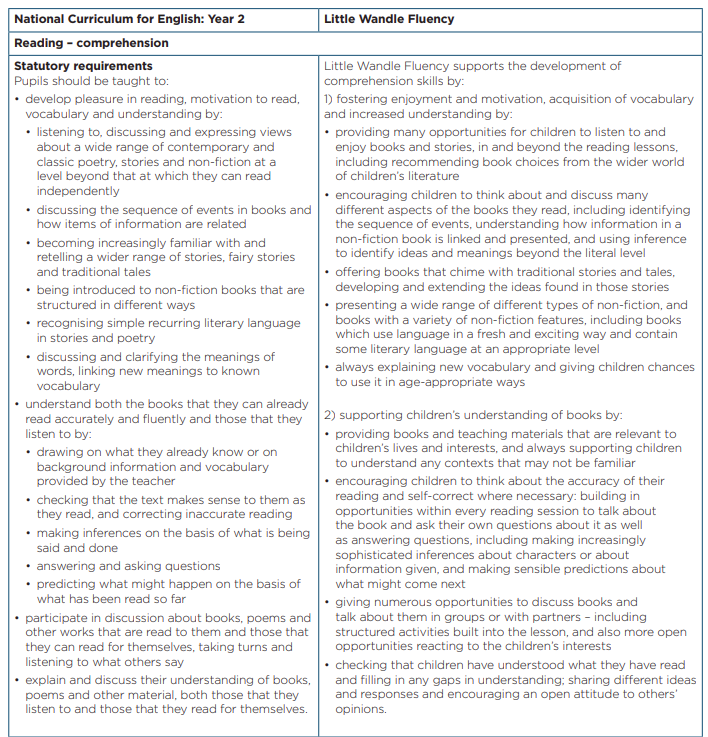 National Curriculum for English: Year 2
Little Wandle Fluency
Reading – comprehension
Statutory requirements
Pupils should be taught to:
• develop pleasure in reading, motivation to read,
vocabulary and understanding by:
• listening to, discussing and expressing views
about a wide range of contemporary and
classic poetry, stories and non-fiction at a
level beyond that at which they can read
independently
• discussing the sequence of events in books and
how items of information are related
• becoming increasingly familiar with and
retelling a wider range of stories, fairy stories
and traditional tales
• being introduced to non-fiction books that are
structured in different ways
• recognising simple recurring literary language
in stories and poetry
• discussing and clarifying the meanings of
words, linking new meanings to known
vocabulary
• understand both the books that they can already
read accurately and fluently and those that they
listen to by:
• drawing on what they already know or on
background information and vocabulary
provided by the teacher
• checking that the text makes sense to them as
they read, and correcting inaccurate reading
• making inferences on the basis of what is being
said and done
• answering and asking questions
• predicting what might happen on the basis of
what has been read so far
• participate in discussion about books, poems and
other works that are read to them and those that
they can read for themselves, taking turns and
listening to what others say
• explain and discuss their understanding of books,
poems and other material, both those that they
listen to and those that they read for themselves.
Little Wandle Fluency supports the development of
comprehension skills by:
1) fostering enjoyment and motivation, acquisition of vocabulary
and increased understanding by:
• providing many opportunities for children to listen to and
enjoy books and stories, in and beyond the reading lessons,
including recommending book choices from the wider world
of children's literature
• encouraging children to think about and discuss many
different aspects of the books they read, including identifying
the sequence of events, understanding how information in a
non-fiction book is linked and presented, and using inference
to identify ideas and meanings beyond the literal level
• offering books that chime with traditional stories and tales,
developing and extending the ideas found in those stories
• presenting a wide range of different types of non-fiction, and
books with a variety of non-fiction features, including books
which use language in a fresh and exciting way and contain
some literary language at an appropriate level
• always explaining new vocabulary and giving children chances
to use it in age-appropriate ways
2) supporting children's understanding of books by:
• providing books and teaching materials that are relevant to
children's lives and interests, and always supporting children
to understand any contexts that may not be familiar
• encouraging children to think about the accuracy of their
reading and self-correct where necessary: building in
opportunities within every reading session to talk about
the book and ask their own questions about it as well
as answering questions, including making increasingly
sophisticated inferences about characters or about
information given, and making sensible predictions about
what might come next
• giving numerous opportunities to discuss books and
talk about them in groups or with partners – including
structured activities built into the lesson, and also more open
opportunities reacting to the children's interests
• checking that children have understood what they have read
and filling in any gaps in understanding; sharing different ideas
and responses and encouraging an open attitude to others'
opinions.